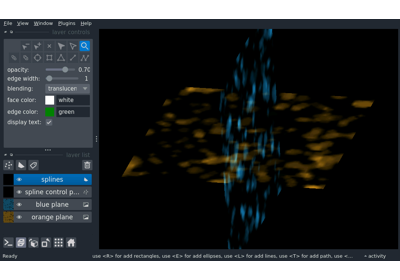 File View Window Plugins Help
layer controls
opacity: 0.70
edge width: 1
blending: translucen
face color: white
edge color: green
display text:
layer list
splines
spline control p...
blue plane
orange plane
Ready use <R> for add rectangles, use <E> for add ellipses, use <L> for add lines, use <T> for add path, use <... activity